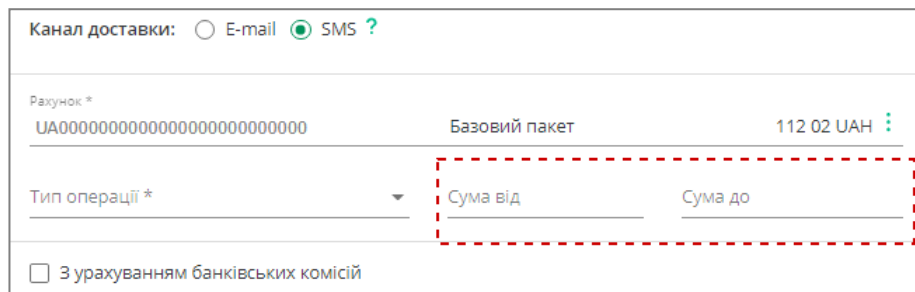 Канал доставки: E-mail SMS ?
Рахунок *
UA0000000000000000000000000 Базовий пакет 112 02 UAH
Тип операції * Сума від Сума до
З урахуванням банківських комісій